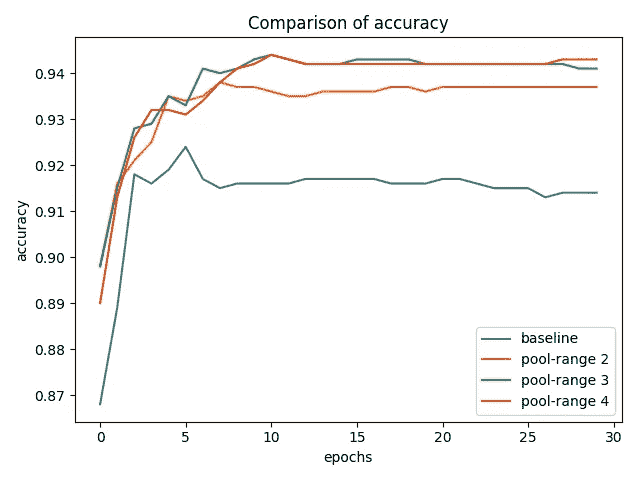 Comparison of accuracy
accuracy
0.94
0.93
0.92
0.91
0.90
0.89
0.88
0.87
0 5 10 15 20 25 30
epochs
baseline
pool-range 2
pool-range 3
pool-range 4